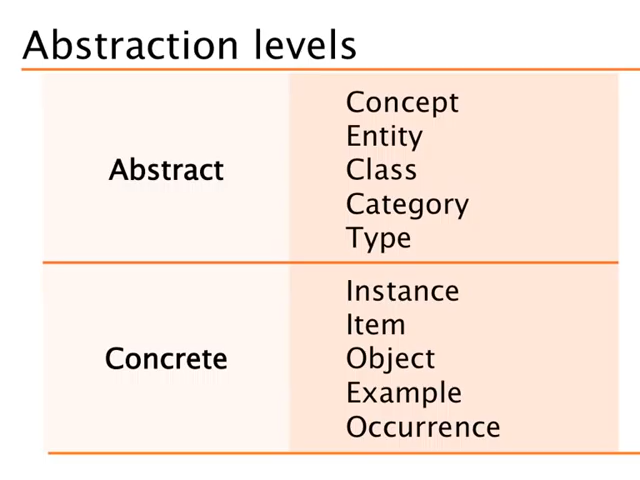 Abstraction levels
Abstract
Concept
Entity
Class
Category
Type
Concrete
Instance
Item
Object
Example
Occurrence